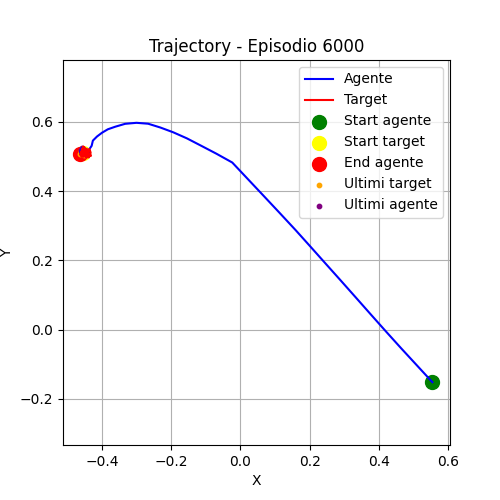 Trajectory - Episodio 6000
Agente
Target
Start agente
Start target
End agente
Ultimi target
Ultimi agente
0.6
0.4
0.2
0.0
−0.2
Y
−0.4
−0.2
0.0
0.2
0.4
0.6
X